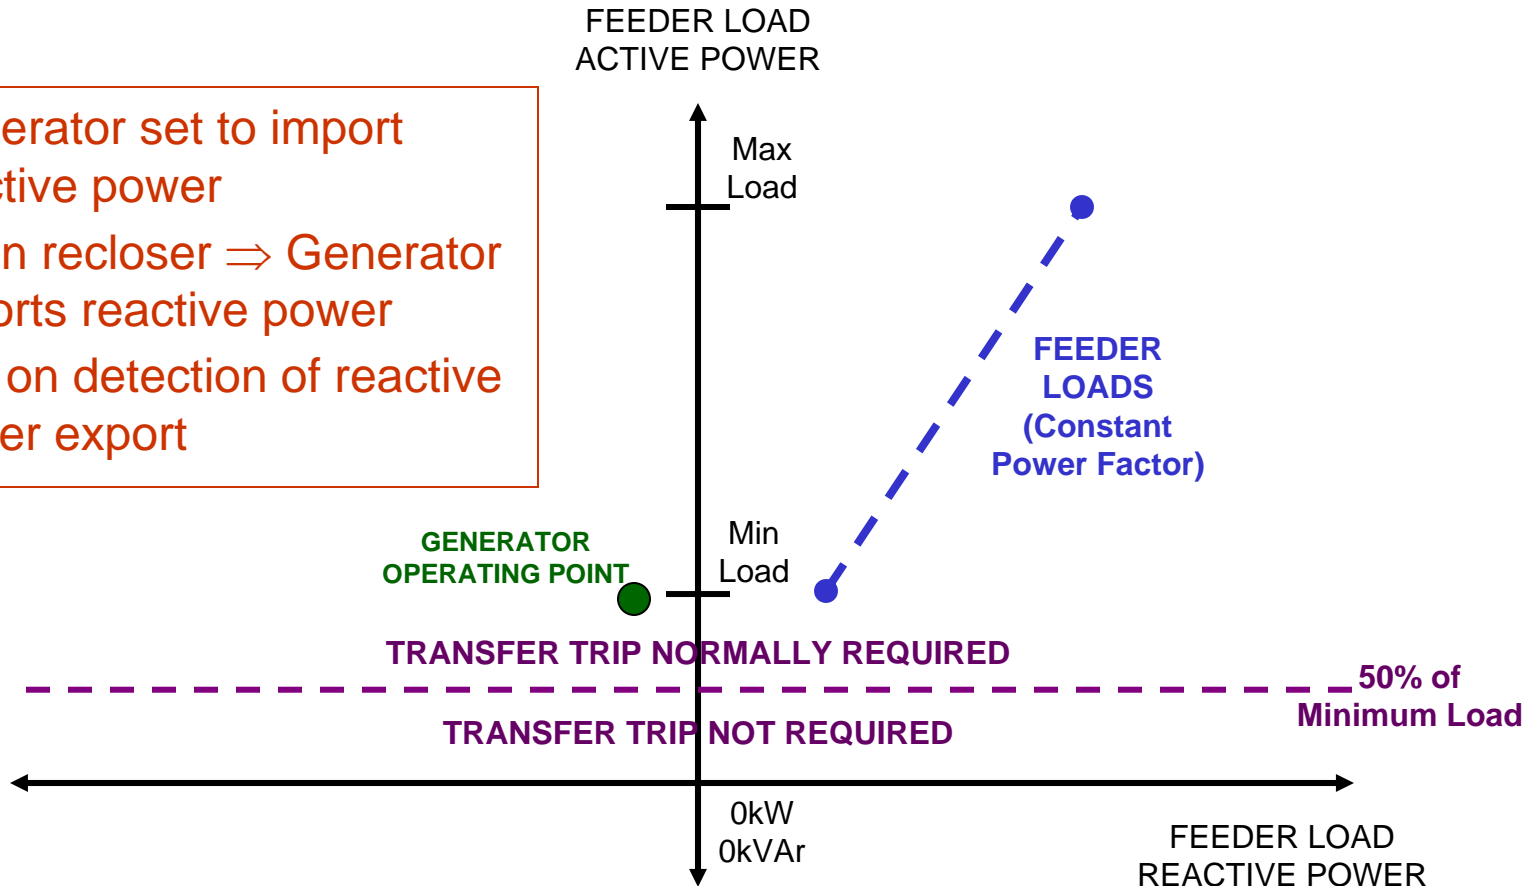 FEEDER LOAD
ACTIVE POWER
erator set to import
ctive power
n recloser ⇒ Generator
orts reactive power
on detection of reactive
er export
Max
Load
FEEDER
LOADS
(Constant
Power Factor)
GENERATOR
OPERATING POINT
Min
Load
TRANSFER TRIP NORMALLY REQUIRED
50% of
Minimum Load
TRANSFER TRIP NOT REQUIRED
0kW
0kVAr
FEEDER LOAD
REACTIVE POWER